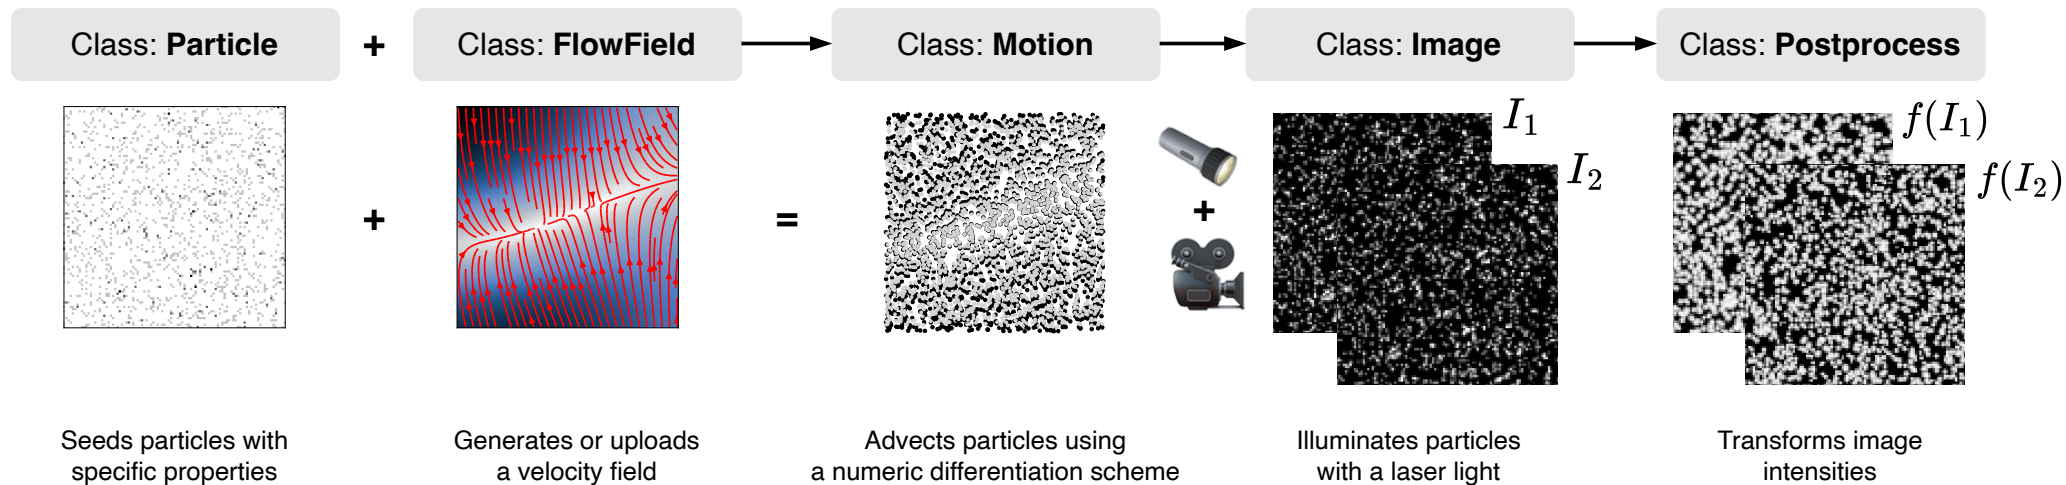 Class: Particle
+
Class: FlowField
Class: Motion
Class: Image
Class: Postprocess
+
=
+
I1
I2
f(I1)
f(I2)
Seeds particles with
specific properties
Generates or uploads
a velocity field
Advects particles using
a numeric differentiation scheme
Illuminates particles
with a laser light
Transforms image
intensities